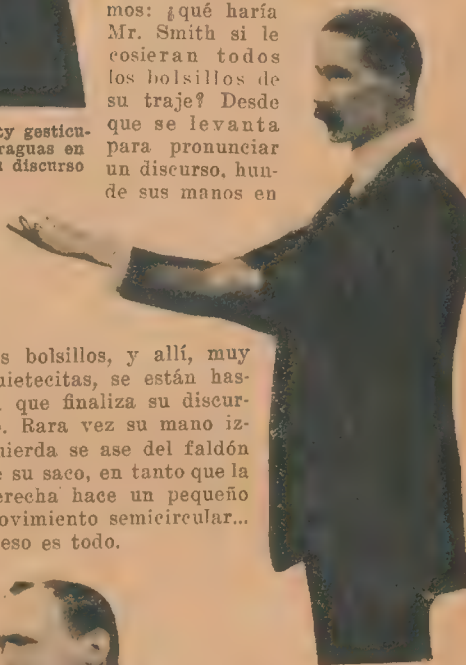 mos: ¿qué haría
Mr. Smith si le
cosieran todos
los bolsillos de
su traje? Desde
que se levanta
para pronunciar
un discurso, hun-
de sus manos en
ty gesticu-
raguas en
discurso
s bolsillos, y allí, muy
uietecitas, se están has-
que finaliza su discur-
. Rara vez su mano iz-
uierda se ase del faldón
e su saco, en tanto que la
erecha hace un pequeño
ovimiento semicircular...
eso es todo.